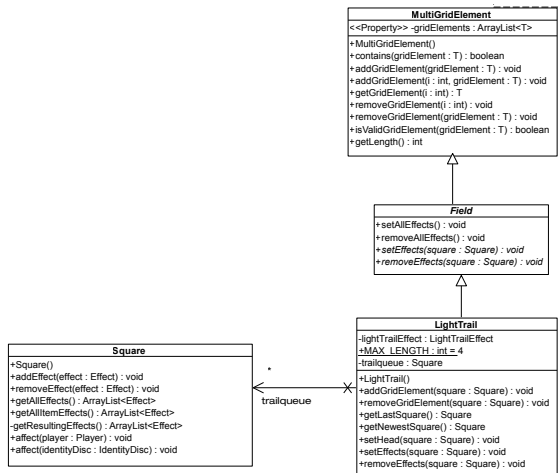 MultiGridElement
<<Property>> -gridElements : ArrayList<T>
+MultiGridElement()
+contains(gridElement : T) : boolean
+addGridElement(gridElement : T) : void
+addGridElement(i : int, gridElement : T) : void
+getGridElement(i : int) : T
+removeGridElement(i : int) : void
+removeGridElement(gridElement : T) : void
+isValidGridElement(gridElement : T) : boolean
+getLength() : int
Field
+setAllEffects() : void
+removeAllEffects() : void
+setEffects(square : Square) : void
+removeEffects(square : Square) : void
LightTrail
-lightTrailEffect : LightTrailEffect
+MAX_LENGTH : int = 4
-trailqueue : Square
+LightTrail()
+addGridElement(square : Square) : void
+removeGridElement(square : Square) : void
+getLastSquare() : Square
+getNewestSquare() : Square
+setHead(square : Square) : void
+setEffects(square : Square) : void
+removeEffects(square : Square) : void
Square
+Square()
+addEffect(effect : Effect) : void
+removeEffect(effect : Effect) : void
+getAllEffects() : ArrayList<Effect>
+getAllItemEffects() : ArrayList<Effect>
-getResultingEffects() : ArrayList<Effect>
+affect(player : Player) : void
+affect(identityDisc : IdentityDisc) : void
*
trailqueue